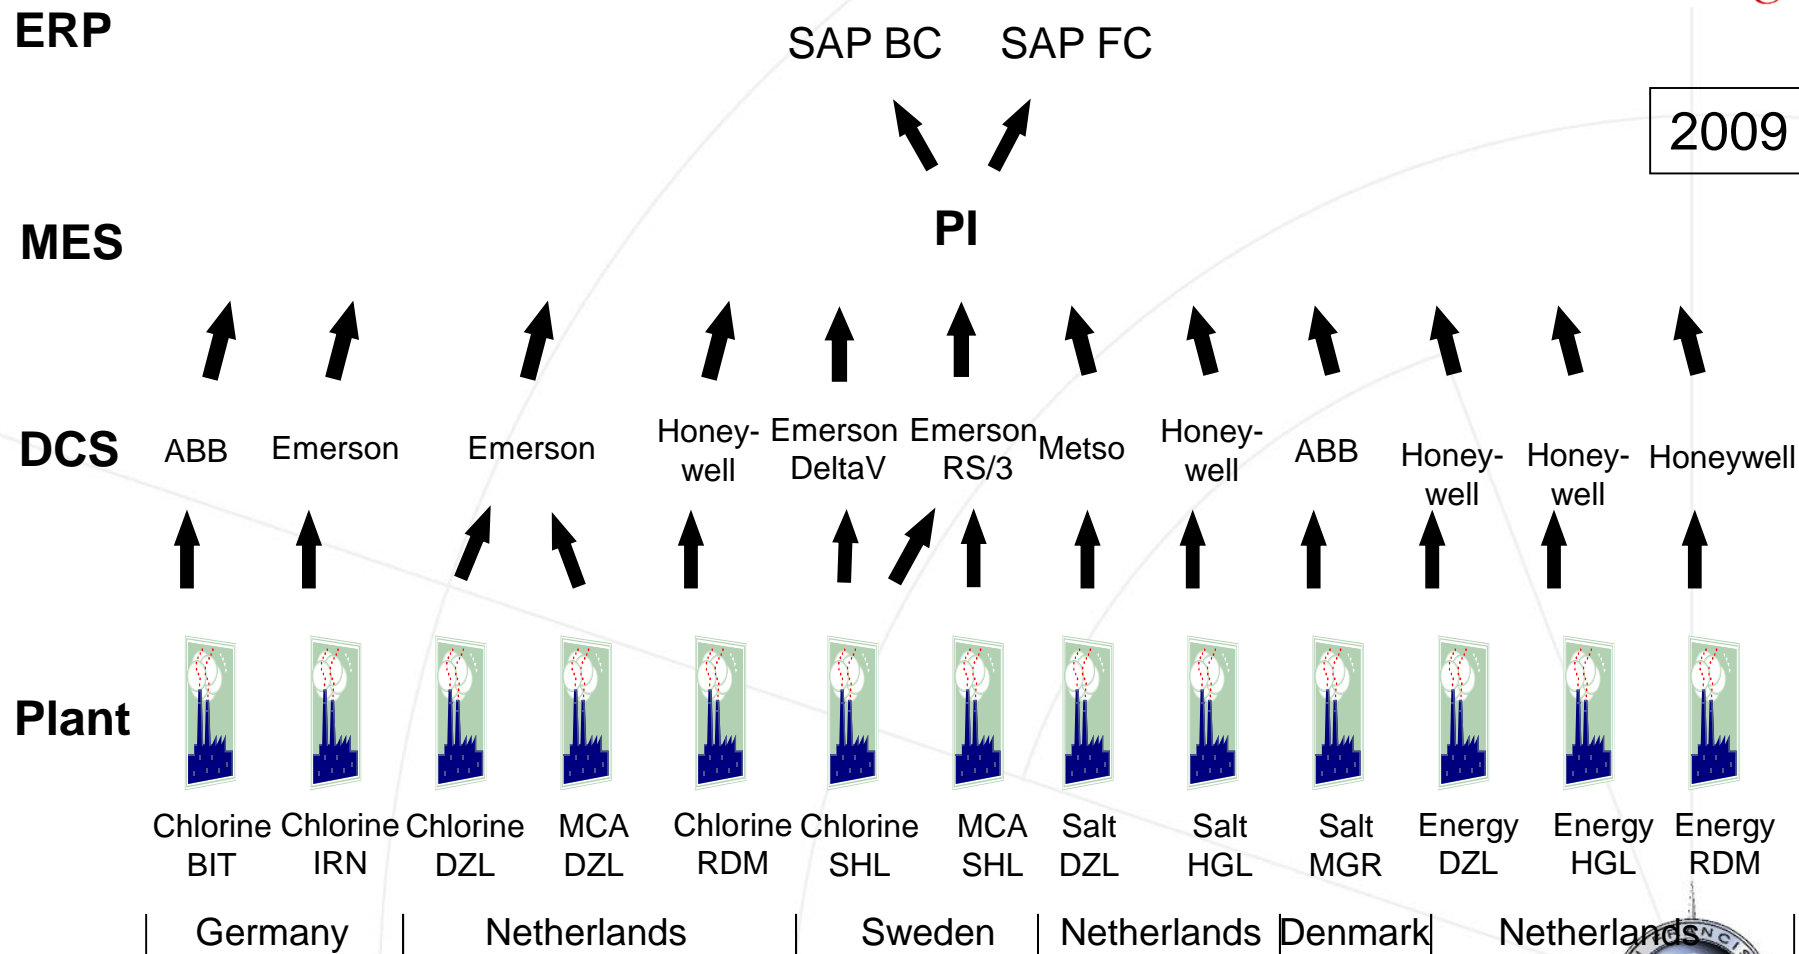 ERP
SAP BC SAP FC
2009
MES
PI
DCS
ABB
Emerson
Emerson
Honey-
well
Emerson
DeltaV
Emerson
RS/3
Metso
Honey-
well
ABB
Honey-
well
Honey-
well
Honeywell
Plant
Chlorine
BIT
Chlorine
IRN
Chlorine
DZL
MCA
DZL
Chlorine
RDM
Chlorine
SHL
MCA
SHL
Salt
DZL
Salt
HGL
Salt
MGR
Energy
DZL
Energy
HGL
Energy
RDM
Germany
Netherlands
Sweden
Netherlands
Denmark
Netherlands